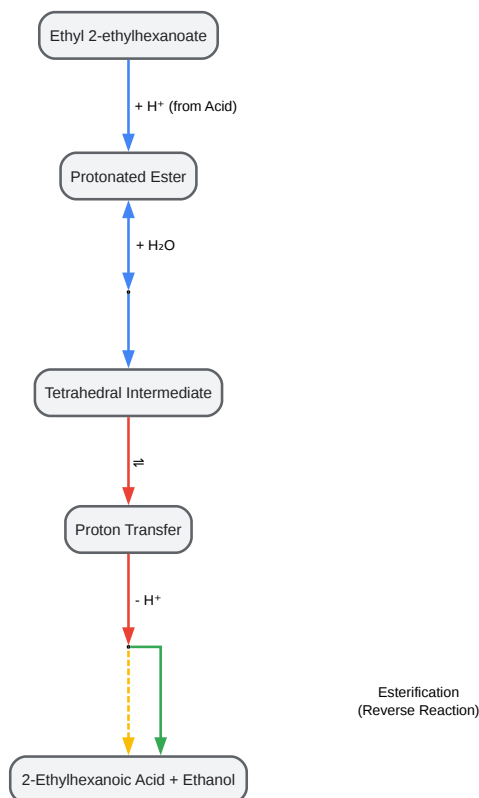 Ethyl 2-ethylhexanoate
+ H⁺ (from Acid)
Protonated Ester
+ H₂O
Tetrahedral Intermediate
⇌
Proton Transfer
- H⁺
Esterification
(Reverse Reaction)
2-Ethylhexanoic Acid + Ethanol